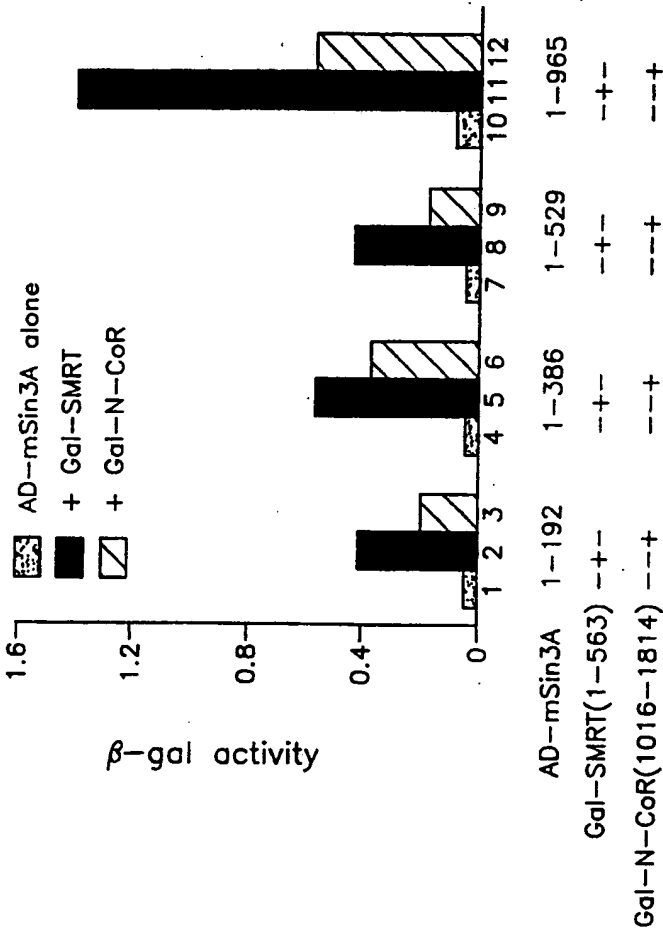 AD-mSin3A alone
+ Gal-SMRT
+ Gal-N-CoR
β-gal activity
1.6
1.2
0.8
0.4
0
1 2 3 4 5 6 7 8 9 10 11 12
AD-mSin3A 1-192 1-386 1-529 1-965
Gal-SMRT(1-563) -+- -+- -+- -+-
Gal-N-CoR(1016-1814) --+ --+ --+ --+